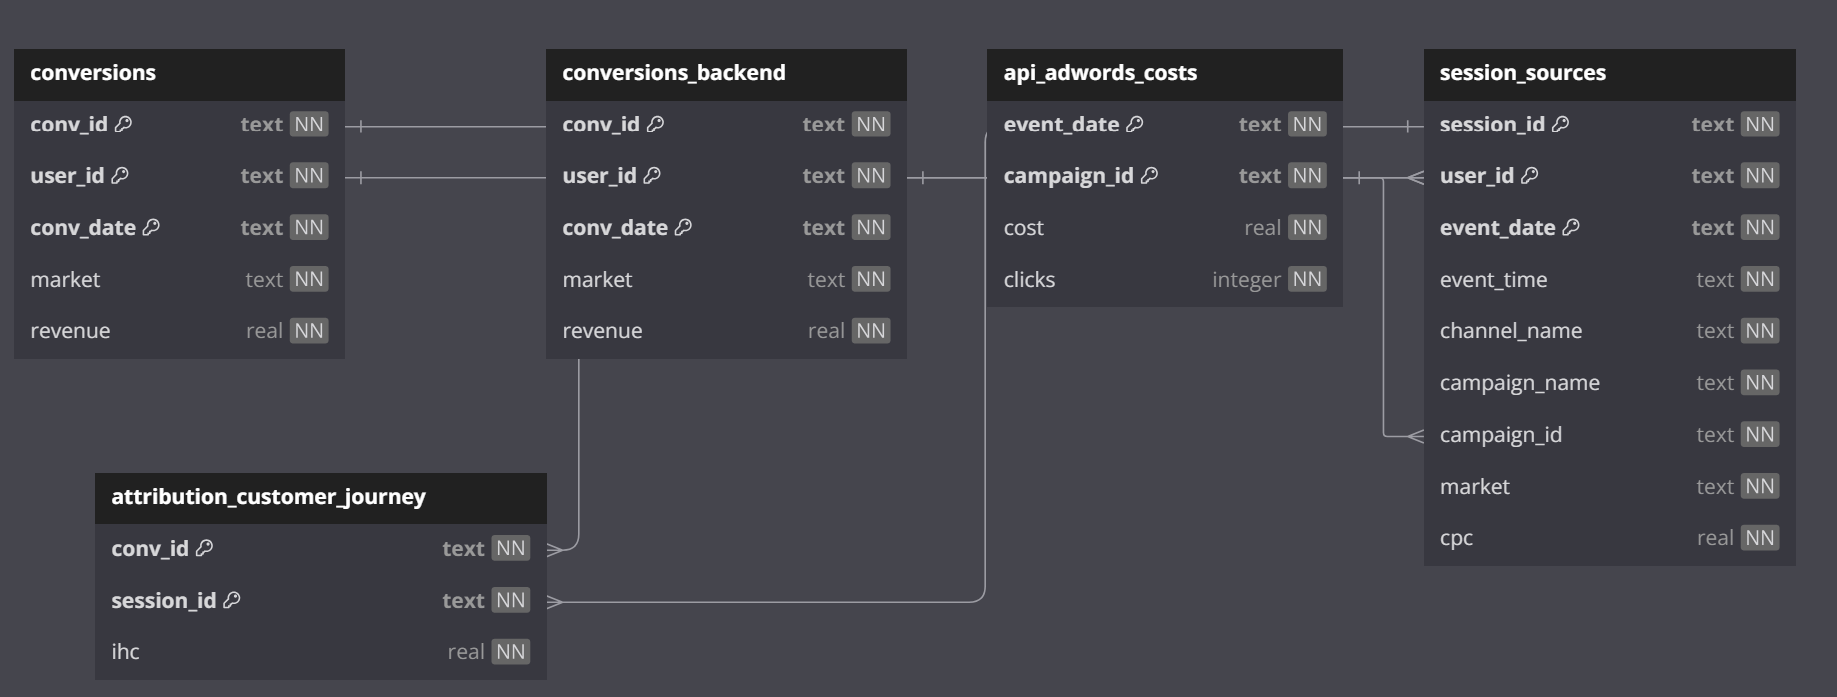 conversions
conv_id text NN
user_id text NN
conv_date text NN
market text NN
revenue real NN
conversions_backend
conv_id text NN
user_id text NN
conv_date text NN
market text NN
revenue real NN
api_adwords_costs
event_date text NN
campaign_id text NN
cost real NN
clicks integer NN
session_sources
session_id text NN
user_id text NN
event_date text NN
event_time text NN
channel_name text NN
campaign_name text NN
campaign_id text NN
market text NN
cpc real NN
attribution_customer_journey
conv_id text NN
session_id text NN
ihc real NN